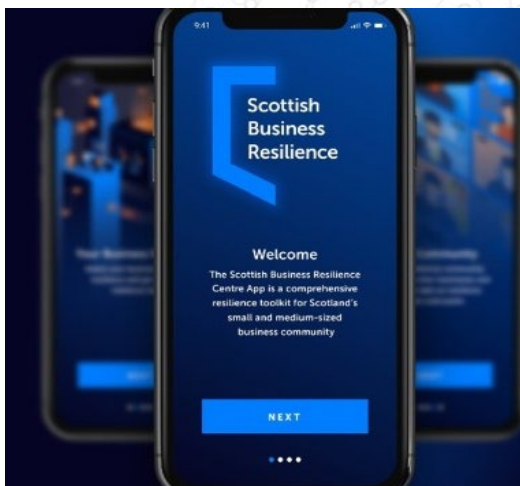 9:41
Scottish
Business
Resilience
Welcome
The Scottish Business Resilience
Centre App is a comprehensive
resilience toolkit for Scotland's
small and medium-sized
business community
NEXT